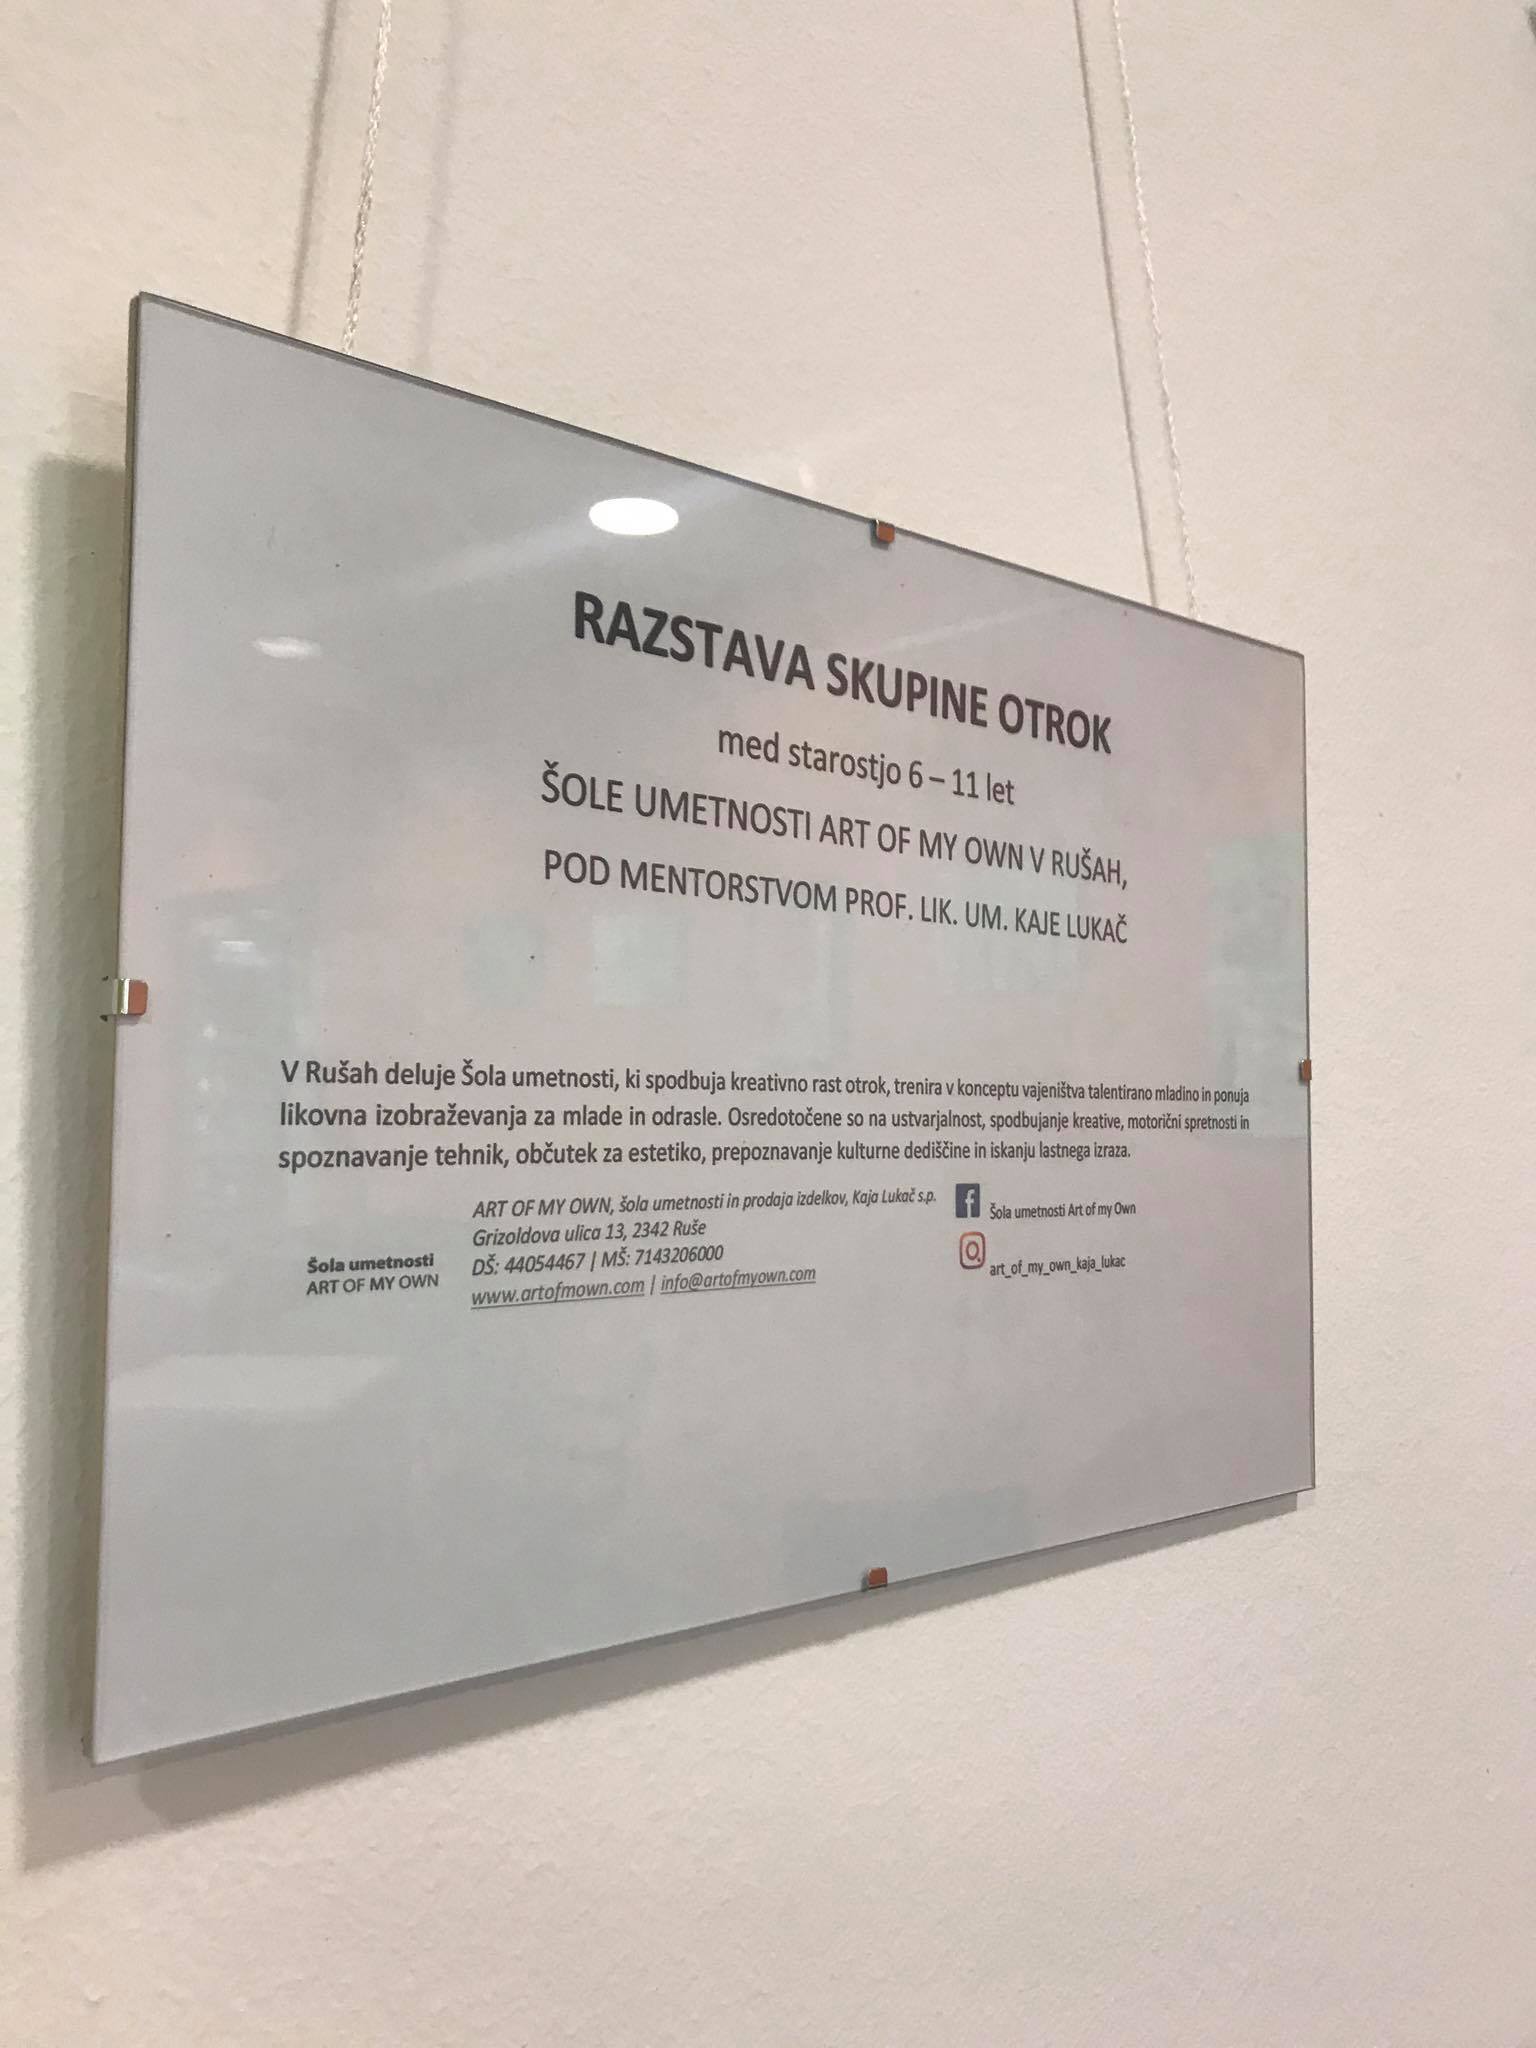 RAZSTAVA SKUPINE OTROK
med starostjo 6 – 11 let
ŠOLE UMETNOSTI ART OF MY OWN V RUŠAH,
POD MENTORSTVOM PROF. LIK. UM. KAJE LUKAČ
V Rušah deluje Šola umetnosti, ki spodbuja kreativno rast otrok, trenira v konceptu vajeništva talentirano mladino in ponuja
likovna izobraževanja za mlade in odrasle. Osredotočene so na ustvarjalnost, spodbujanje kreative, motorični spretnosti in
spoznavanje tehnik, občutek za estetiko, prepoznavanje kulturne dediščine in iskanju lastnega izraza.
Šola umetnosti
ART OF MY OWN
ART OF MY OWN, šola umetnosti in prodaja izdelkov, Kaja Lukač s.p.
Grizoldova ulica 13, 2342 Ruše
DŠ: 44054467 | MŠ: 7143206000
www.artofmown.com | info@artofmyown.com
Šola umetnosti Art of my Own
art_of_my_own_kaja_lukac